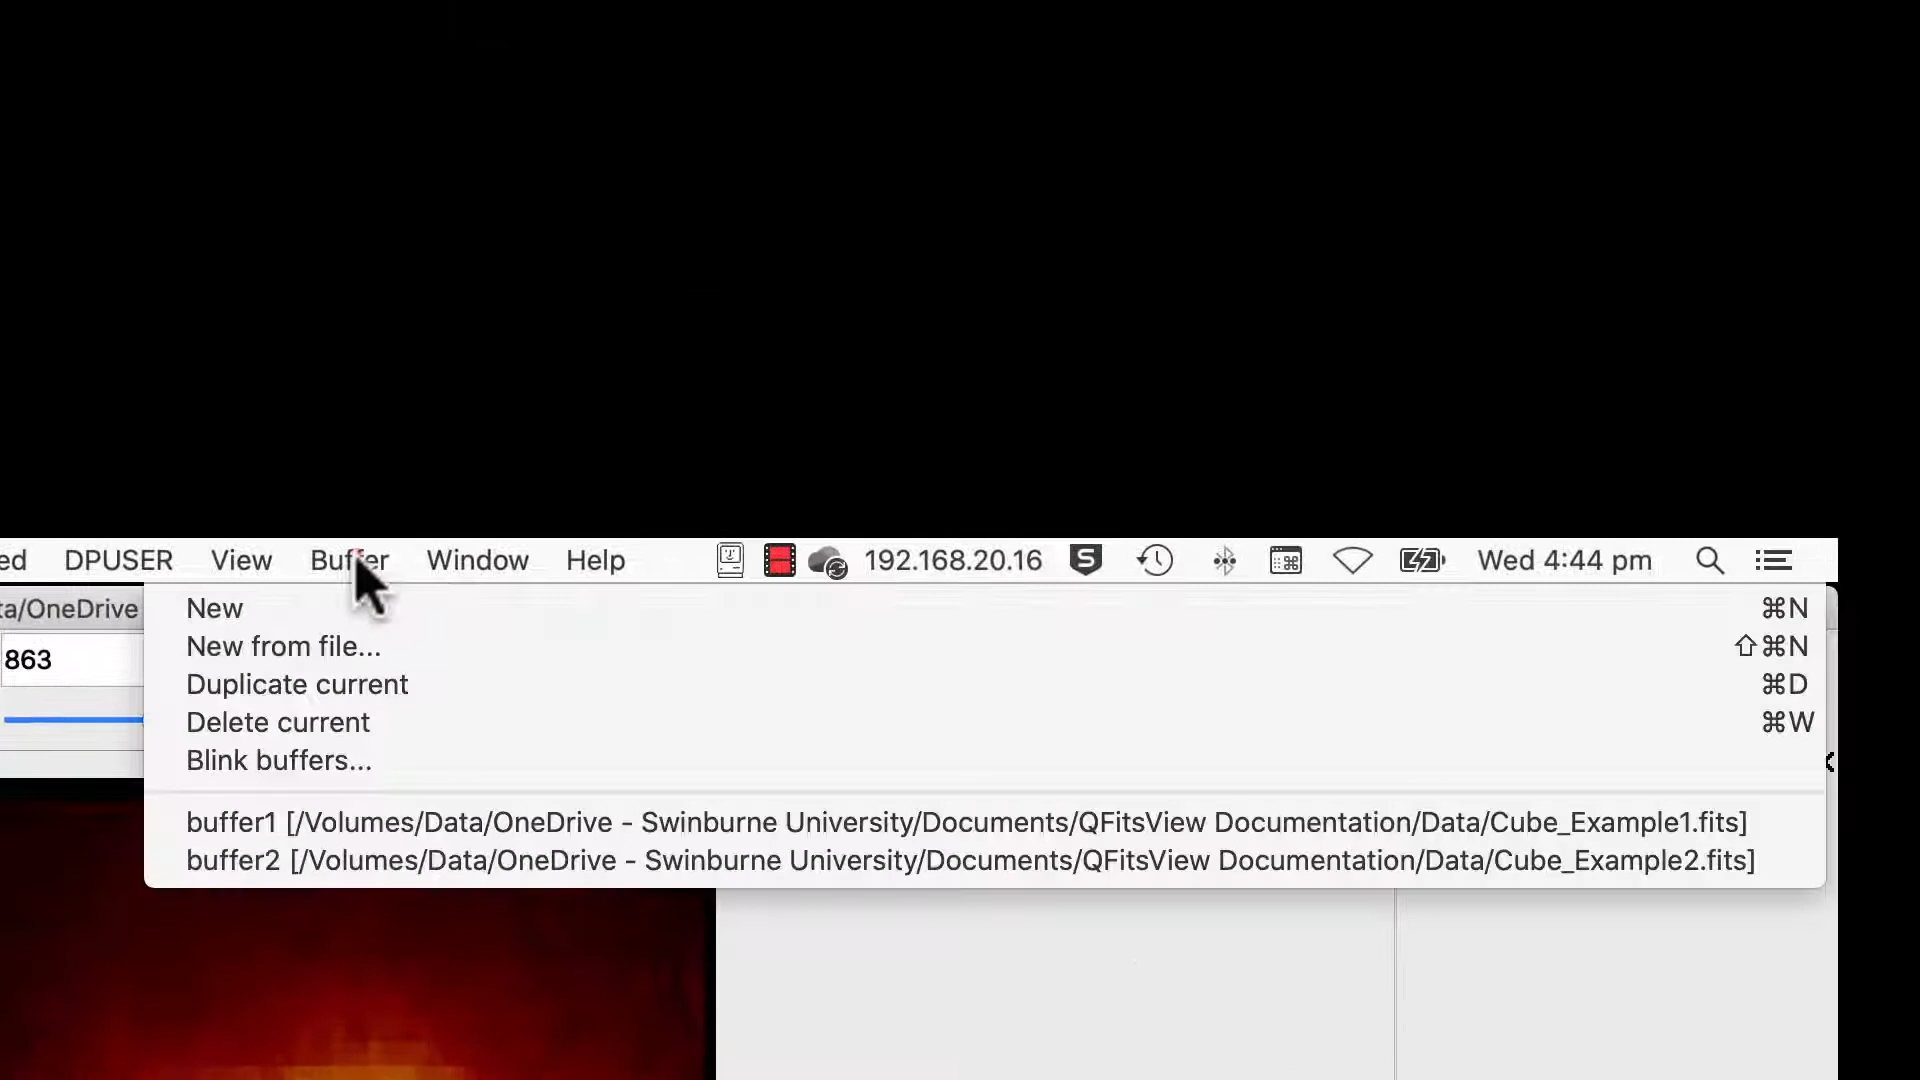 ed DPUSER View Buffer Window Help 192.168.20.16 S Wed 4:44 pm
ta/OneDrive
863
New ⌘N
New from file... ⇧⌘N
Duplicate current ⌘D
Delete current ⌘W
Blink buffers...
buffer1 [/Volumes/Data/OneDrive - Swinburne University/Documents/QFitsView Documentation/Data/Cube_Example1.fits]
buffer2 [/Volumes/Data/OneDrive - Swinburne University/Documents/QFitsView Documentation/Data/Cube_Example2.fits]